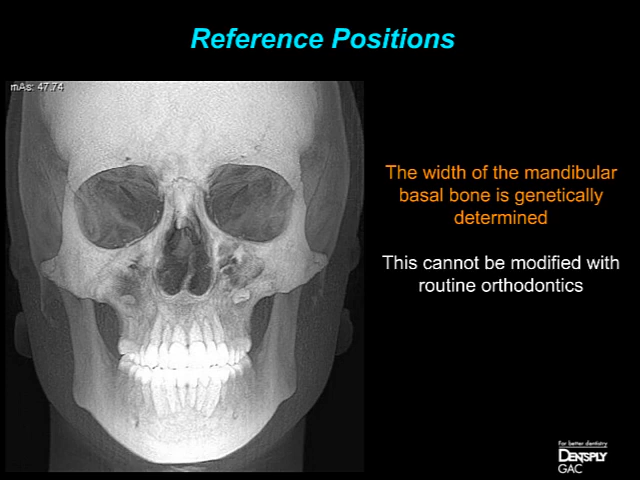 Reference Positions
mAs: 47.74
The width of the mandibular
basal bone is genetically
determined
This cannot be modified with
routine orthodontics
For better dentistry
DENTSPLY
GAC